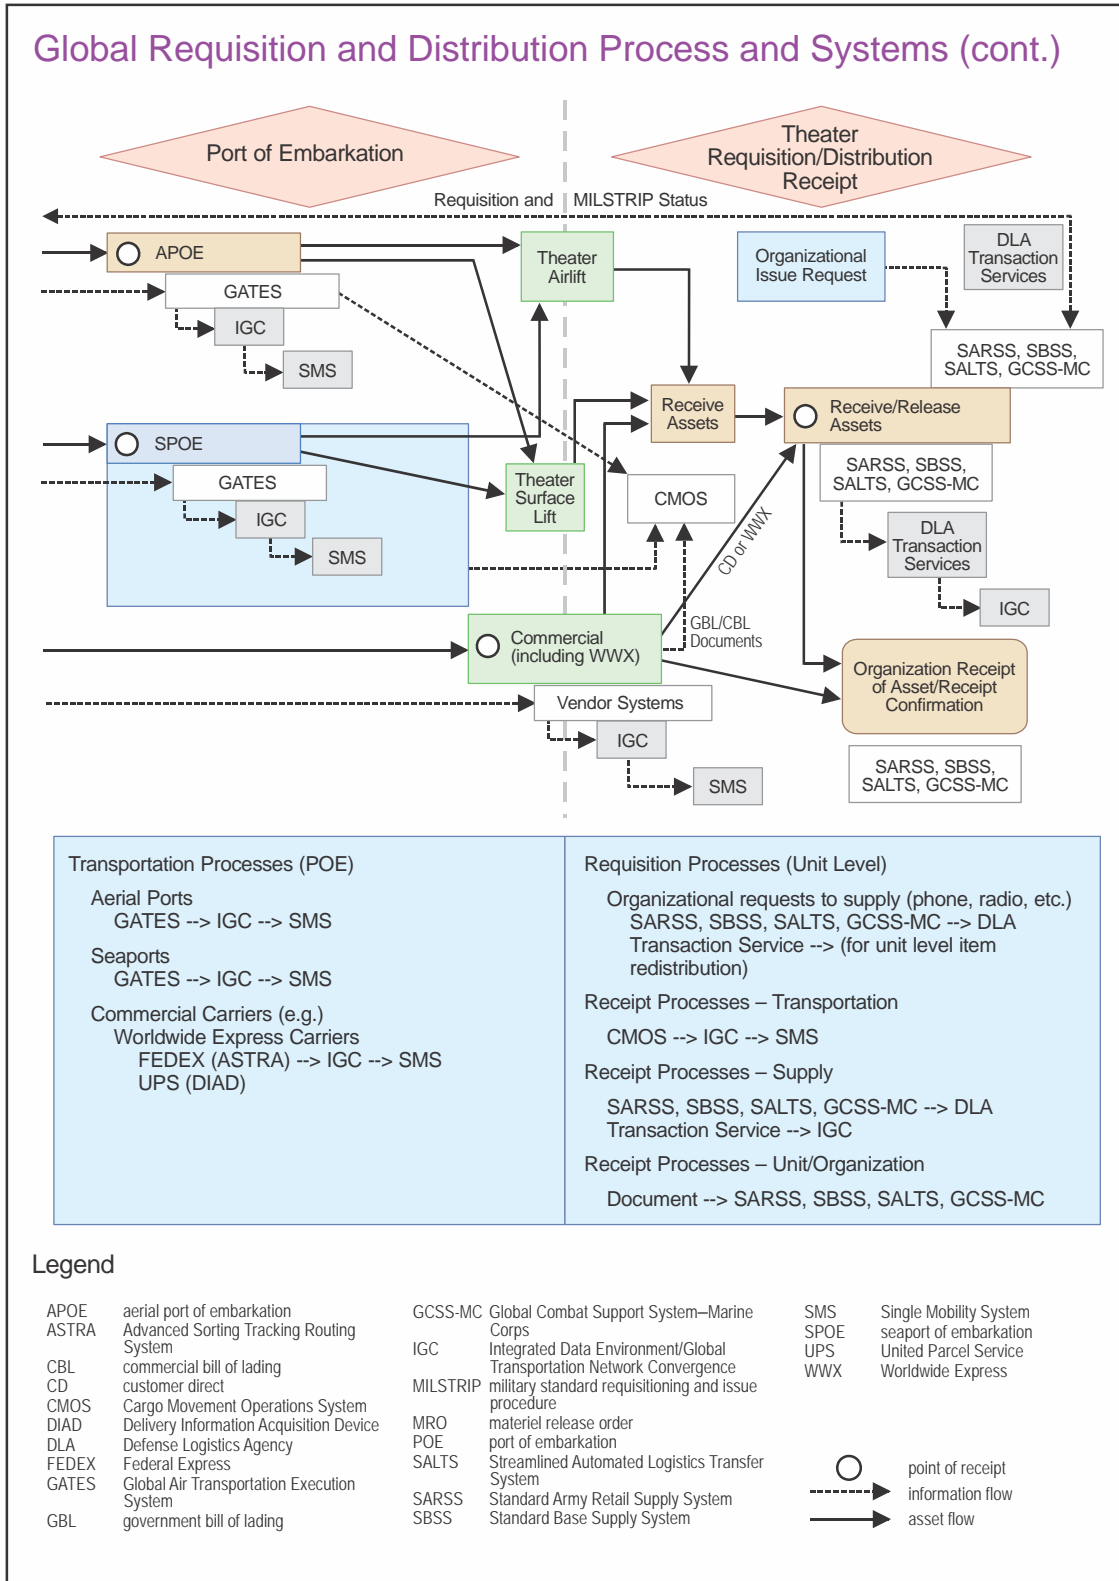 Global Requisition and Distribution Process and Systems (cont.)
Port of Embarkation
Theater
Requisition/Distribution
Receipt
Requisition and MILSTRIP Status
APOE
GATES
IGC
SMS
Theater
Airlift
Organizational
Issue Request
DLA
Transaction
Services
SARSS, SBSS,
SALTS, GCSS-MC
SPOE
GATES
IGC
SMS
Theater
Surface
Lift
Receive
Assets
Receive/Release
Assets
CMOS
SARSS, SBSS,
SALTS, GCSS-MC
DLA
Transaction
Services
IGC
CD or WWX
GBL/CBL
Documents
Commercial
(including WWX)
Vendor Systems
IGC
SMS
Organization Receipt
of Asset/Receipt
Confirmation
SARSS, SBSS,
SALTS, GCSS-MC
Transportation Processes (POE)
Aerial Ports
GATES --> IGC --> SMS
Seaports
GATES --> IGC --> SMS
Commercial Carriers (e.g.)
Worldwide Express Carriers
FEDEX (ASTRA) --> IGC --> SMS
UPS (DIAD)
Requisition Processes (Unit Level)
Organizational requests to supply (phone, radio, etc.)
SARSS, SBSS, SALTS, GCSS-MC --> DLA
Transaction Service --> (for unit level item
redistribution)
Receipt Processes – Transportation
CMOS --> IGC --> SMS
Receipt Processes – Supply
SARSS, SBSS, SALTS, GCSS-MC --> DLA
Transaction Service --> IGC
Receipt Processes – Unit/Organization
Document --> SARSS, SBSS, SALTS, GCSS-MC
Legend
APOE aerial port of embarkation
ASTRA Advanced Sorting Tracking Routing
System
CBL commercial bill of lading
CD customer direct
CMOS Cargo Movement Operations System
DIAD Delivery Information Acquisition Device
DLA Defense Logistics Agency
FEDEX Federal Express
GATES Global Air Transportation Execution
System
GBL government bill of lading
GCSS-MC Global Combat Support System–Marine
Corps
IGC Integrated Data Environment/Global
Transportation Network Convergence
MILSTRIP military standard requisitioning and issue
procedure
MRO materiel release order
POE port of embarkation
SALTS Streamlined Automated Logistics Transfer
System
SARSS Standard Army Retail Supply System
SBSS Standard Base Supply System
SMS Single Mobility System
SPOE seaport of embarkation
UPS United Parcel Service
WWX Worldwide Express
point of receipt
information flow
asset flow